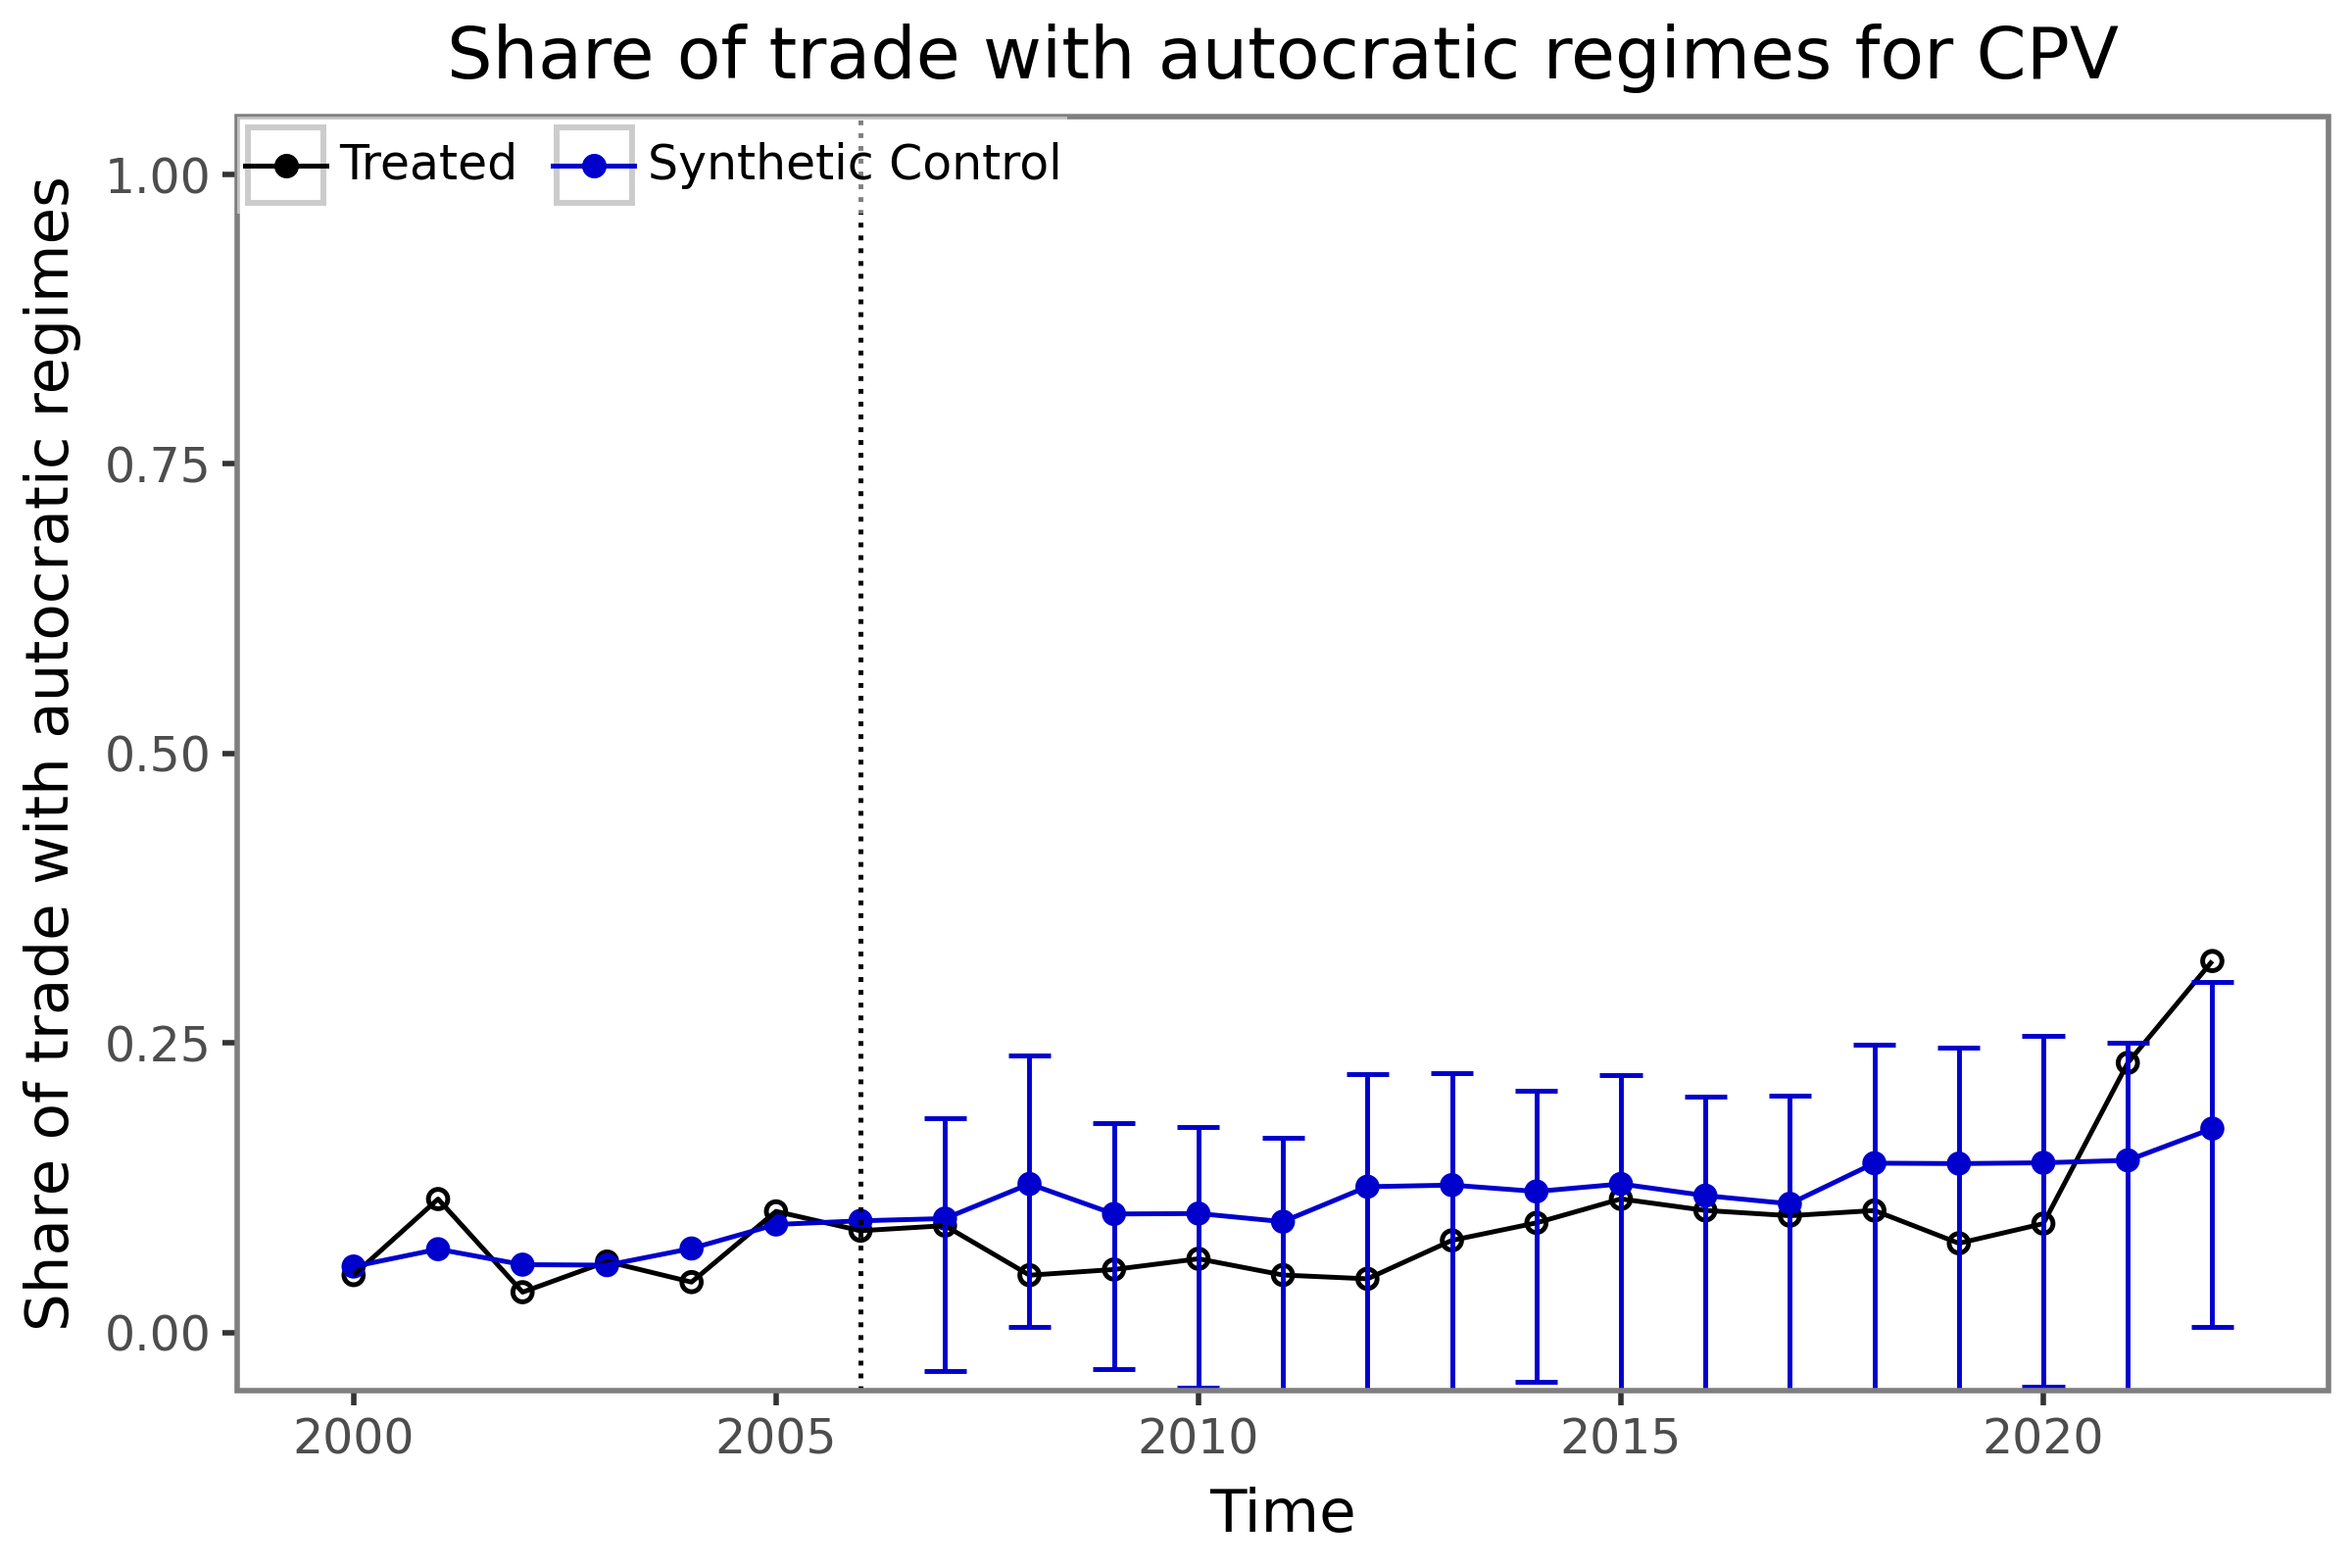 Share of trade with autocratic regimes for CPV
Treated
Synthetic Control
Share of trade with autocratic regimes
1.00
0.75
0.50
0.25
0.00
2000
2005
2010
2015
2020
Time